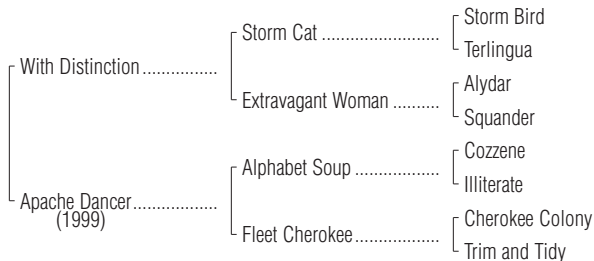 Storm Bird
Storm Cat ........................
Terlingua
With Distinction................
Alydar
Extravagant Woman ..........
Squander
Cozzene
Alphabet Soup ..................
Illiterate
Apache Dancer..................
(1999)
Cherokee Colony
Fleet Cherokee..................
Trim and Tidy